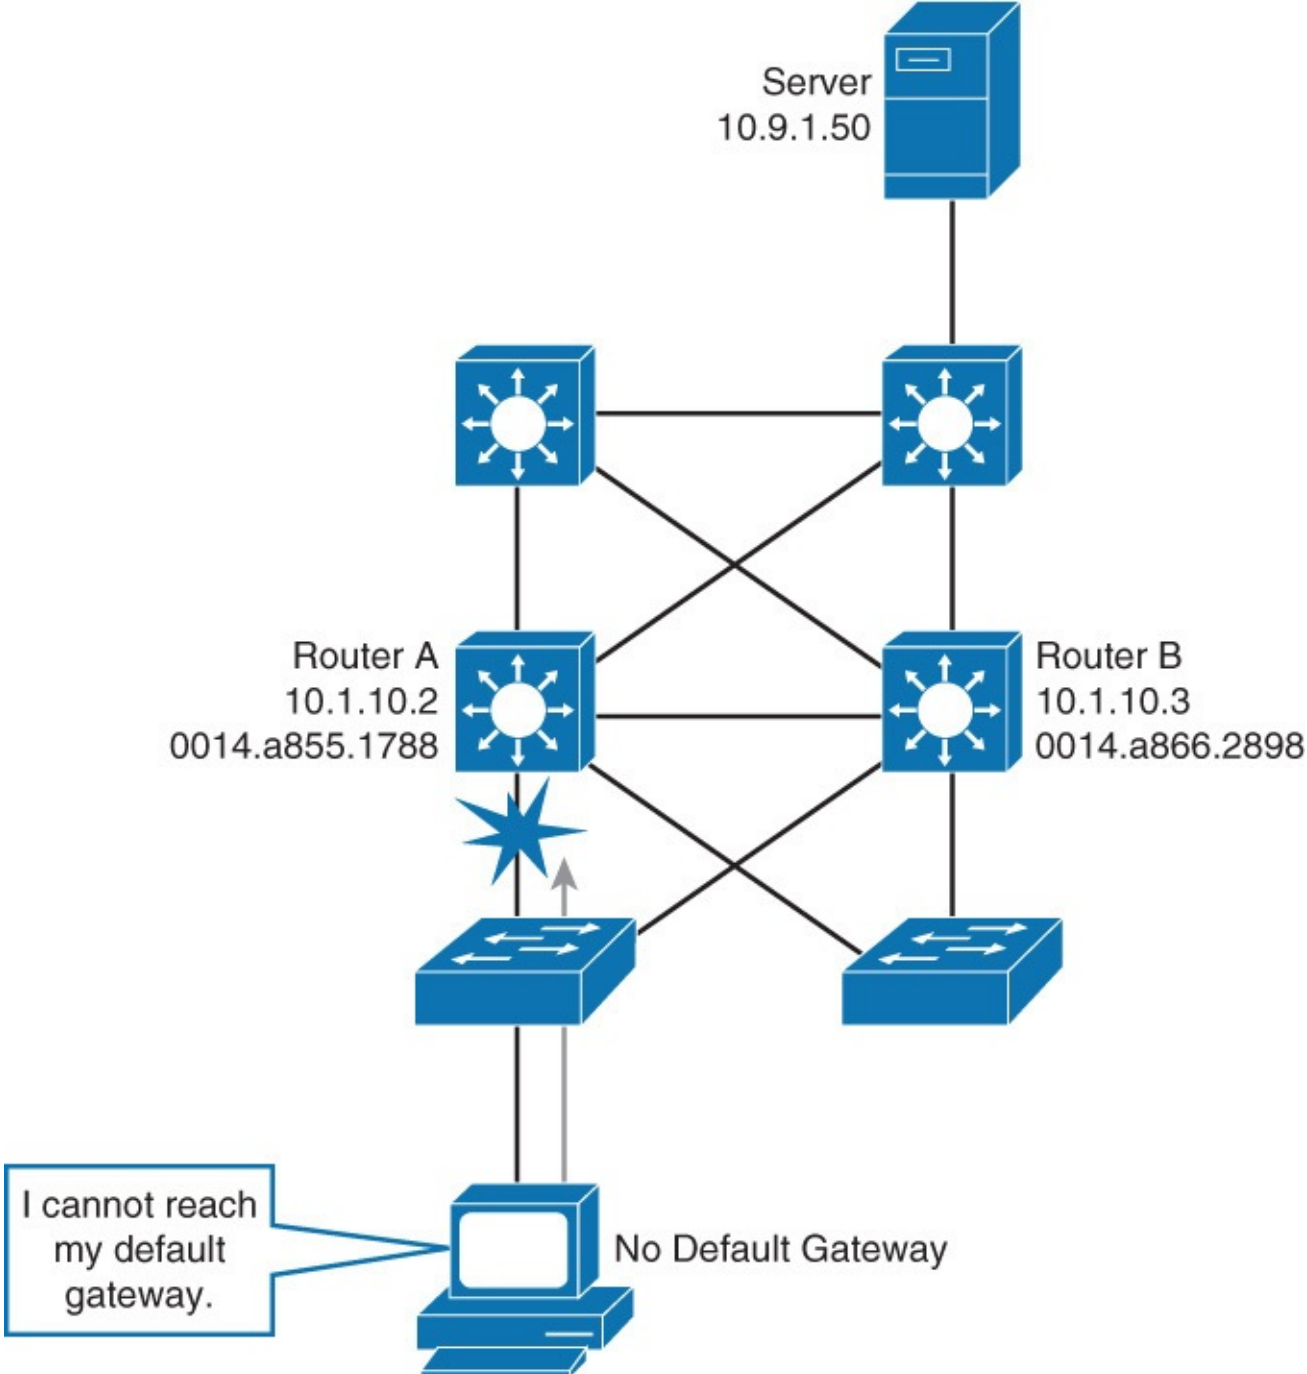 Server
10.9.1.50
Router A
10.1.10.2
0014.a855.1788
Router B
10.1.10.3
0014.a866.2898
I cannot reach
my default
gateway.
No Default Gateway